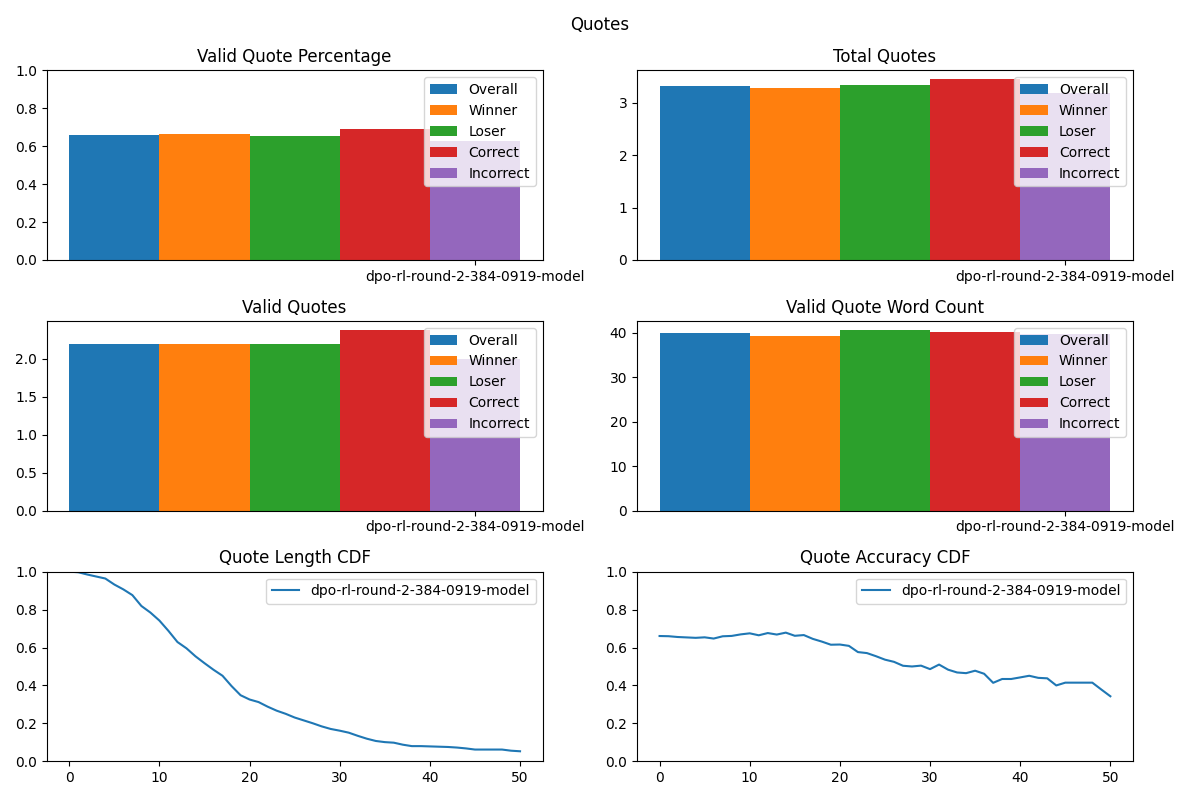 Quotes
Valid Quote Percentage
1.0
0.8
0.6
0.4
0.2
0.0
Overall
Winner
Loser
Correct
Incorrect
dpo-rl-round-2-384-0919-model
Total Quotes
3
2
1
0
Overall
Winner
Loser
Correct
Incorrect
dpo-rl-round-2-384-0919-model
Valid Quotes
2.0
1.5
1.0
0.5
0.0
Overall
Winner
Loser
Correct
Incorrect
dpo-rl-round-2-384-0919-model
Valid Quote Word Count
40
30
20
10
0
Overall
Winner
Loser
Correct
Incorrect
dpo-rl-round-2-384-0919-model
Quote Length CDF
1.0
0.8
0.6
0.4
0.2
0.0
dpo-rl-round-2-384-0919-model
0 10 20 30 40 50
Quote Accuracy CDF
1.0
0.8
0.6
0.4
0.2
0.0
dpo-rl-round-2-384-0919-model
0 10 20 30 40 50